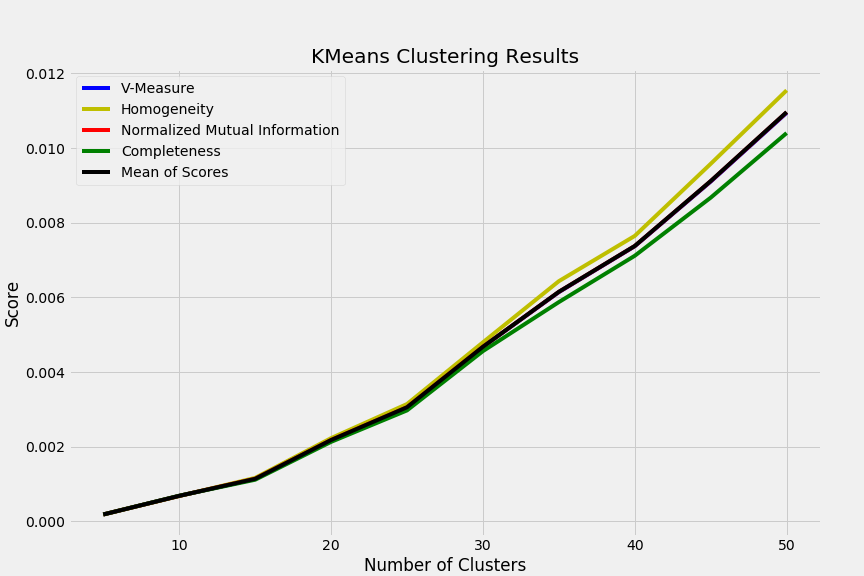 KMeans Clustering Results
V-Measure
Homogeneity
Normalized Mutual Information
Completeness
Mean of Scores
0.012
0.010
0.008
0.006
0.004
0.002
0.000
Score
10 20 30 40 50
Number of Clusters